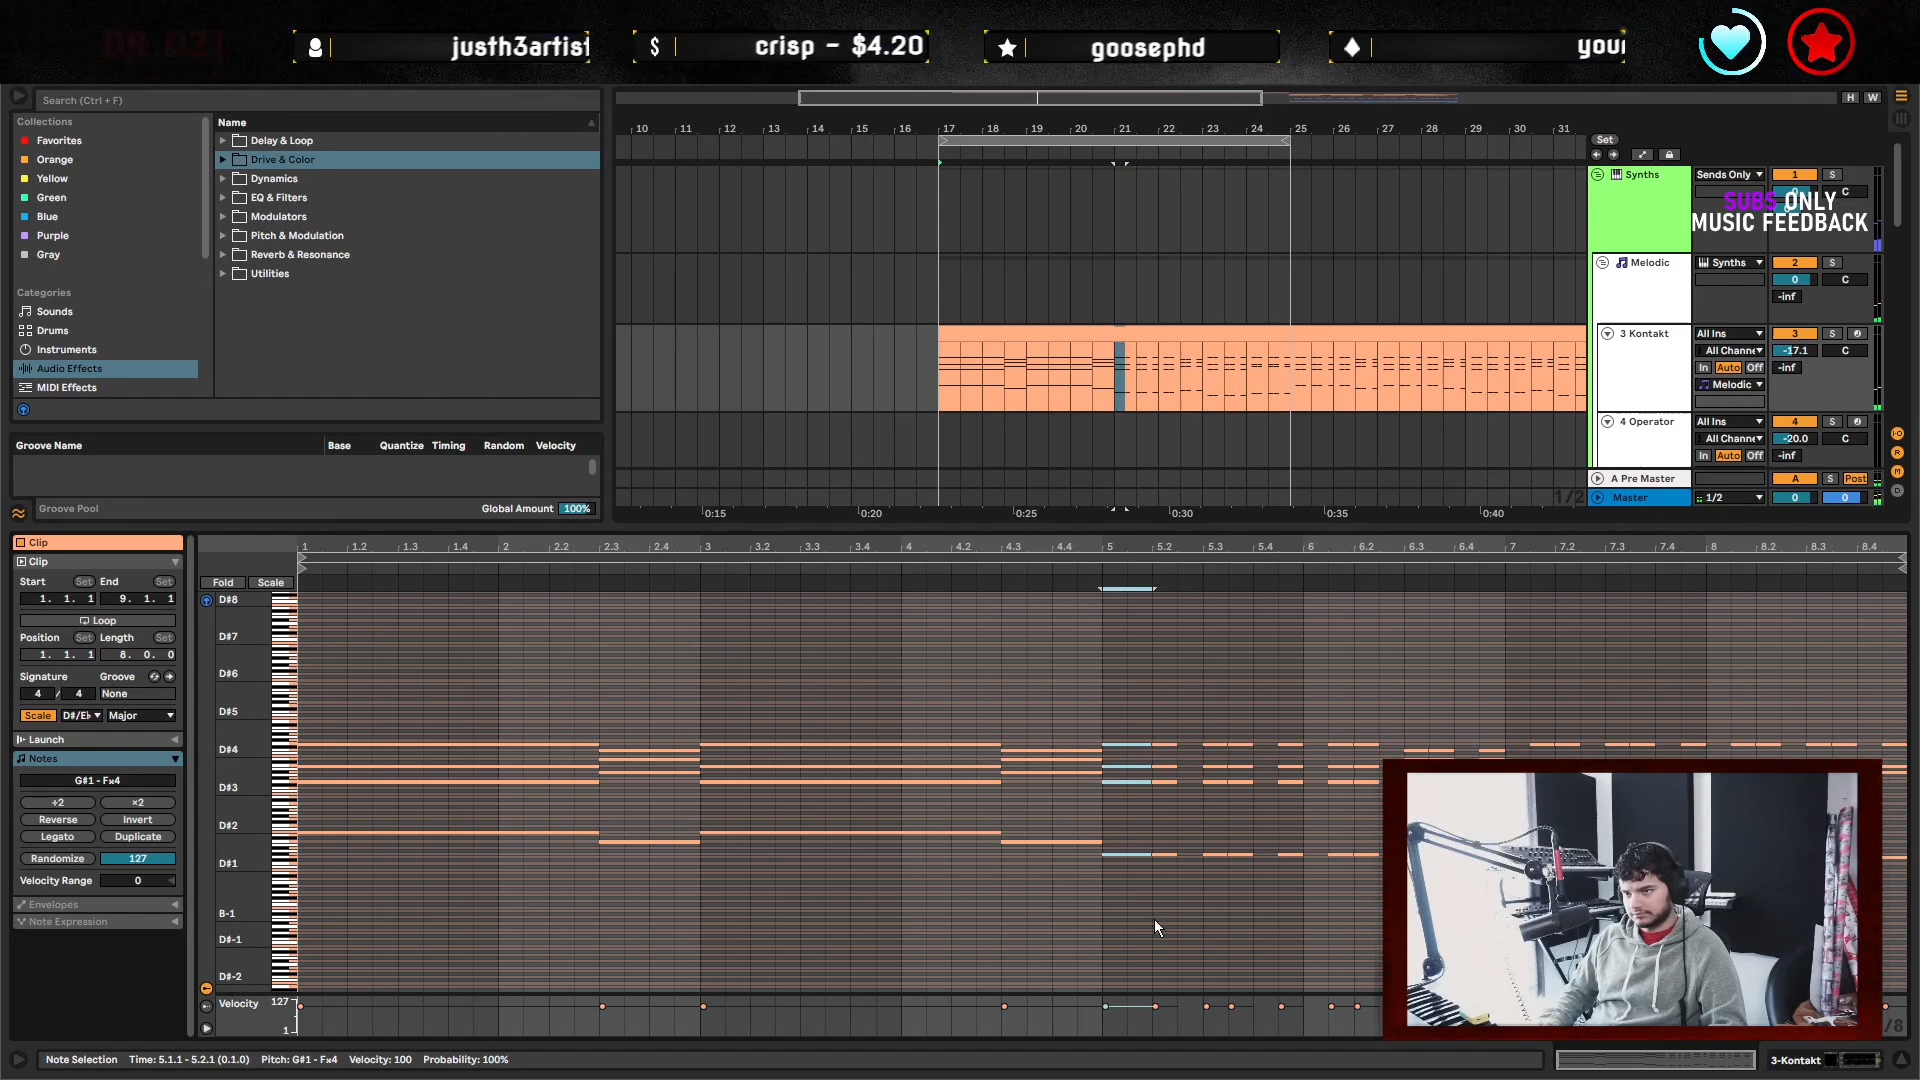 justh3artist
$ crisp - $4.20
goosephd
your
Search (Ctrl + F)
H W
Collections
Name
Favorites
Orange
Yellow
Green
Blue
Purple
Gray
Delay & Loop
Drive & Color
Dynamics
EQ & Filters
Modulators
Pitch & Modulation
Reverb & Resonance
Utilities
Categories
Sounds
Drums
Instruments
Audio Effects
MIDI Effects
Groove Name Base Quantize Timing Random Velocity
Groove Pool Global Amount 100%
10 11 12 13 14 15 16 17 18 19 20 21 22 23 24 25 26 27 28 29 30 31
Set
Synths Sends Only 1 S
0 C
SUBS ONLY
MUSIC FEEDBACK
Melodic Synths 2 S
0 C
-inf
3 Kontakt All Ins 3 S
All Channe -17.1 C
In Auto Off -inf
Melodic
4 Operator All Ins 4 S
All Channe -20.0 C
In Auto Off -inf
A Pre Master A S Post
1/2 Master 1/2 0 0
0:15 0:20 0:25 0:30 0:35 0:40
Clip
Clip
Start Set End Set
1. 1. 1 9. 1. 1
Loop
Position Set Length Set
1. 1. 1 8. 0. 0
Signature Groove
4 / 4 None
Scale D#/Eb Major
Launch
Notes
G#1 - F#4
÷2 ×2
Reverse Invert
Legato Duplicate
Randomize 127
Velocity Range 0
Envelopes
Note Expression
1 1.2 1.3 1.4 2 2.2 2.3 2.4 3 3.2 3.3 3.4 4 4.2 4.3 4.4 5 5.2 5.3 5.4 6 6.2 6.3 6.4 7 7.2 7.3 7.4 8 8.2 8.3 8.4
Fold Scale
D#8
D#7
D#6
D#5
D#4
D#3
D#2
D#1
B-1
D#-1
D#-2
Velocity 127
1
/8
Note Selection Time: 5.1.1 - 5.2.1 (0.1.0) Pitch: G#1 - F#4 Velocity: 100 Probability: 100%
3-Kontakt